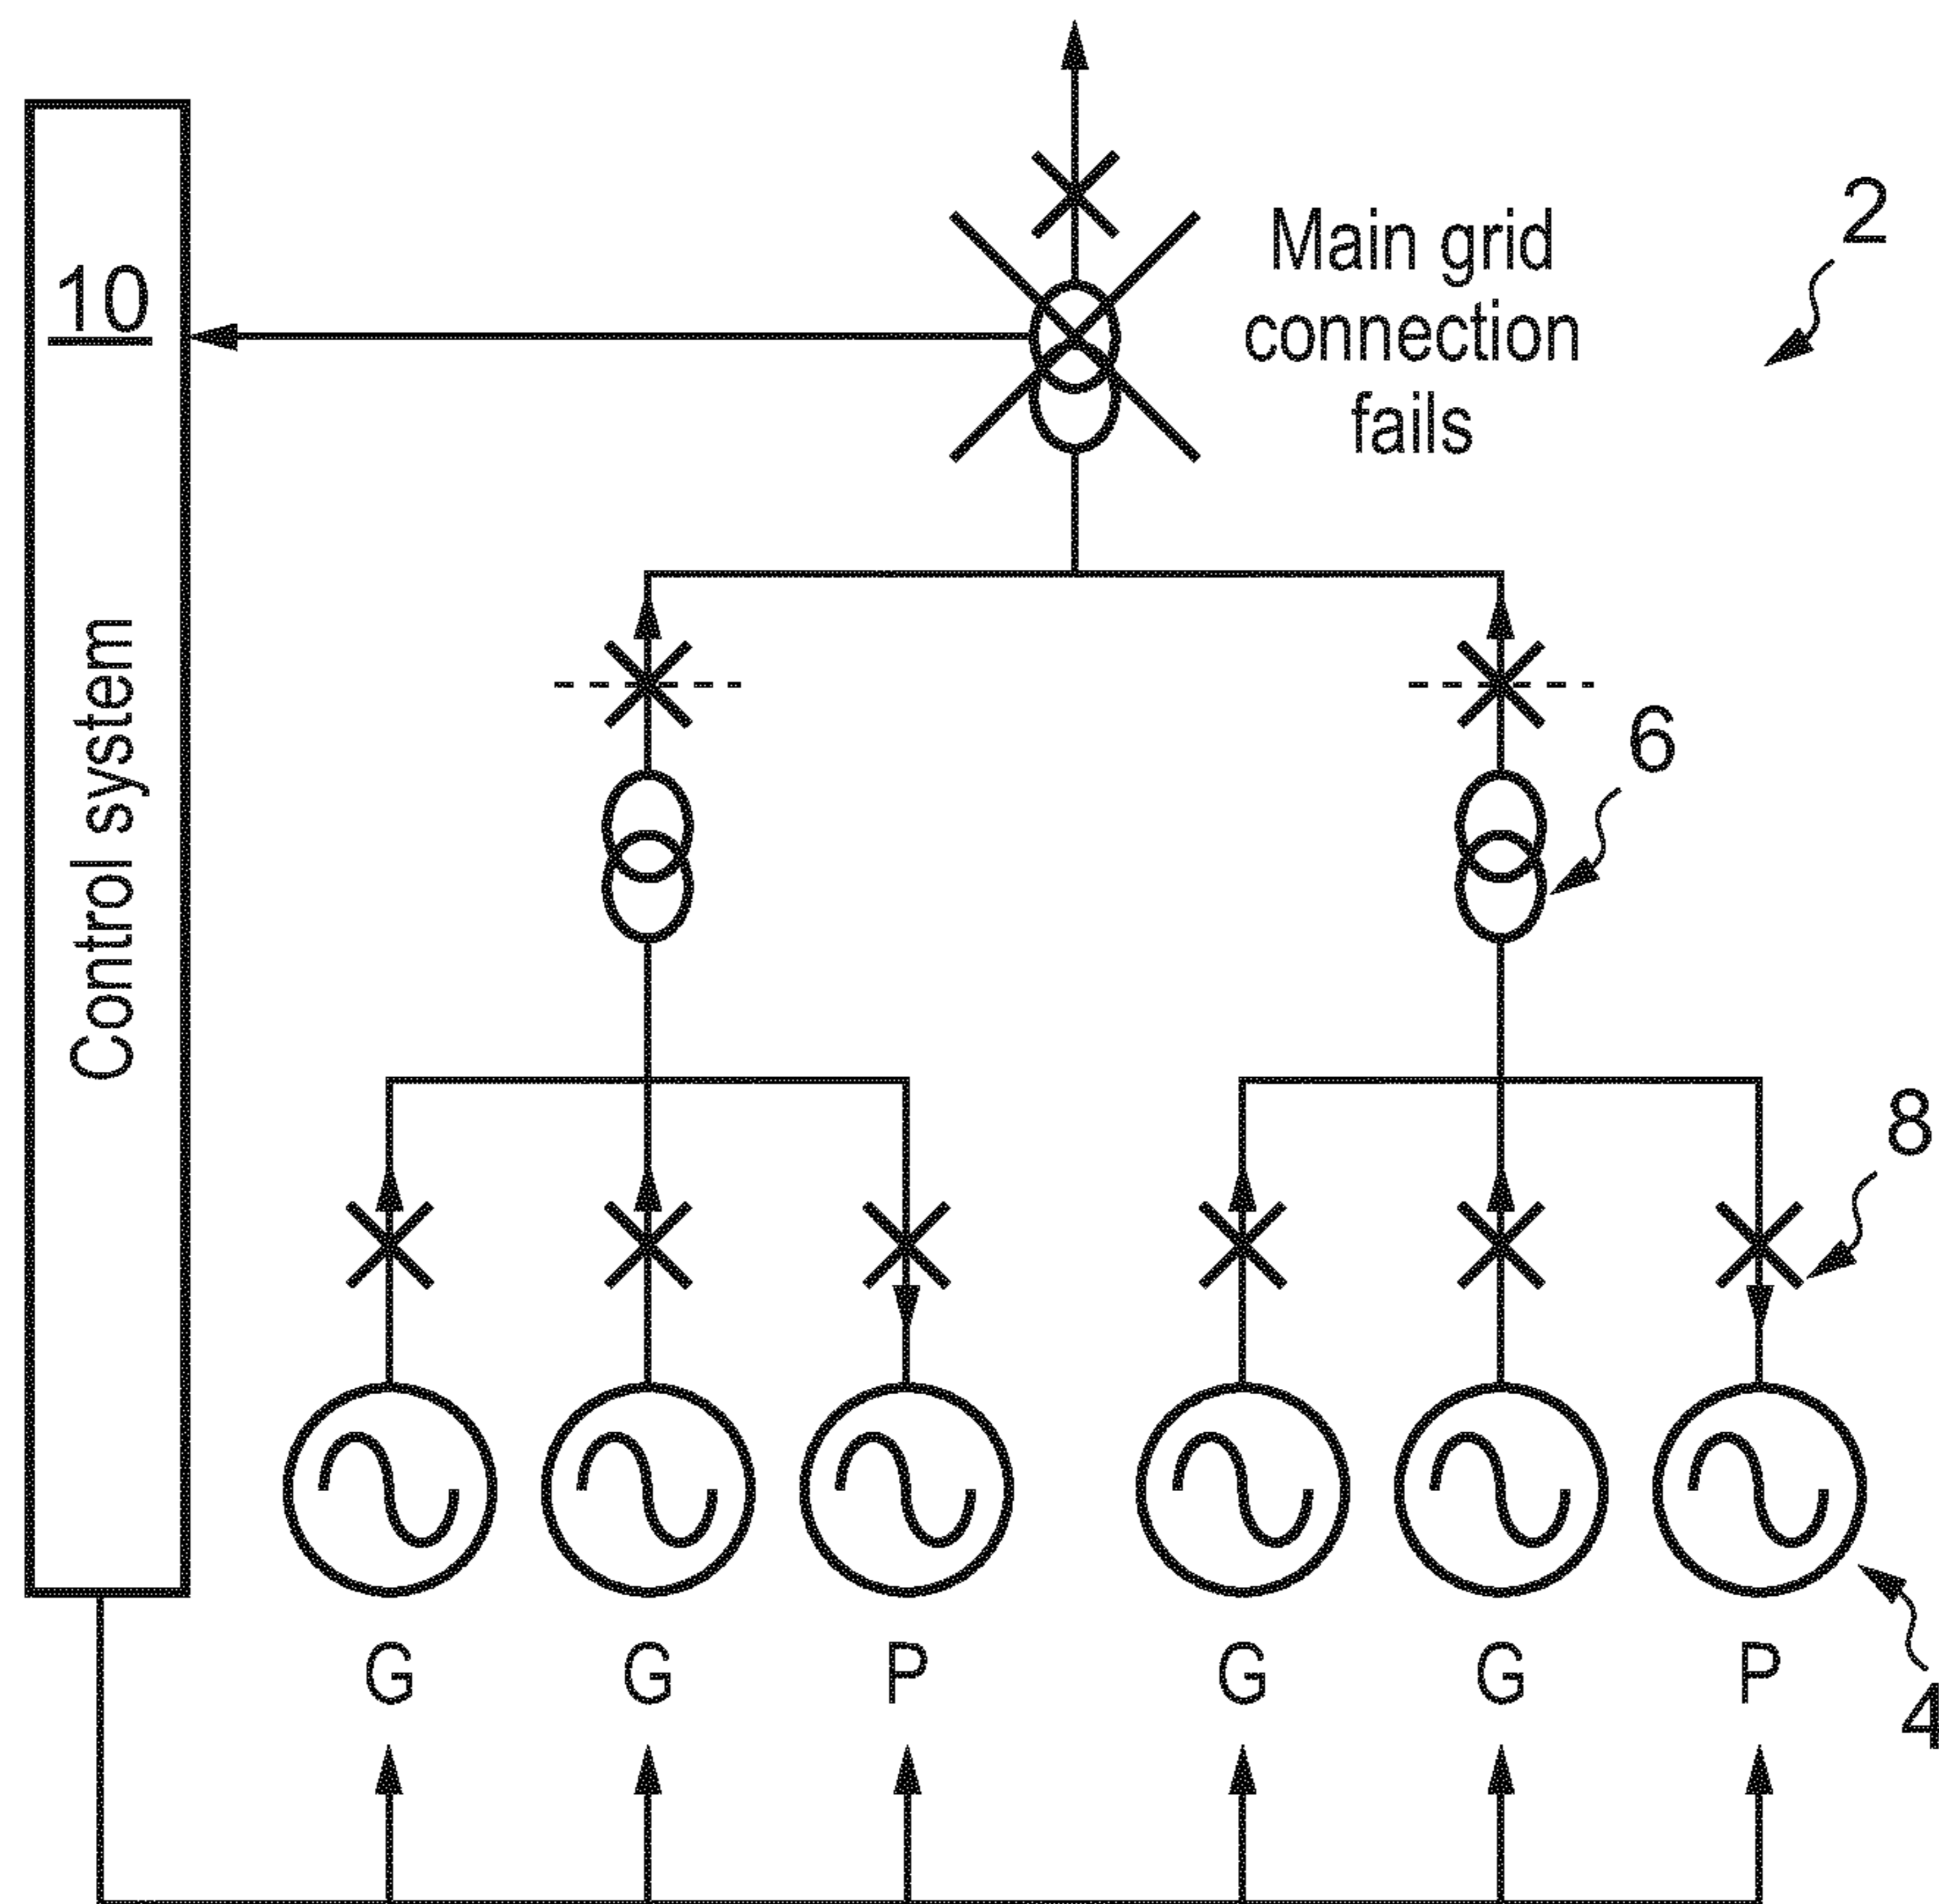 2
Main grid
connection
fails
10
Control system
6
8
G G P G G P
4